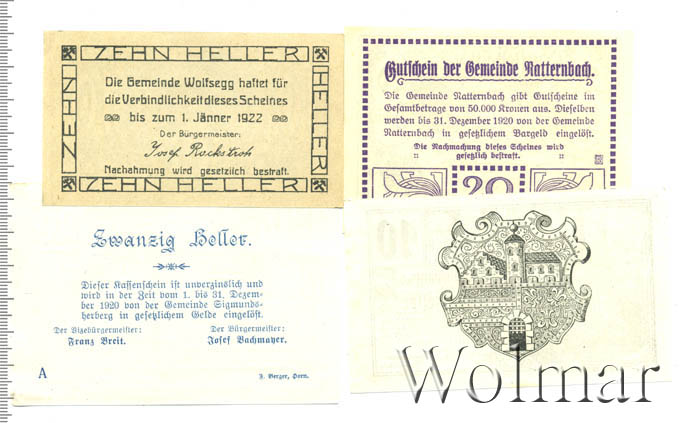 ZEHN HELLER
ZEHN
HELLER
Die Gemeinde Wolfsegg haftet für
die Verbindlichkeit dieses Scheines
bis zum 1. Jänner 1922
Der Bürgermeister:
Josef Rockstroh
Nachahmung wird gesetzlich bestraft.
ZEHN HELLER
Gutschein der Gemeinde Natternbach.
Die Gemeinde Natternbach gibt Gutscheine im
Gesamtbetrage von 50.000 Kronen aus. Dieselben
werden bis 31. Dezember 1920 von der Gemeinde
Natternbach in gesetzlichem Bargeld eingelöst.
Die Nachmachung dieses Scheines wird
gesetzlich bestraft.
20
Zwanzig Heller.
Dieser Kassenschein ist unverzinslich und
wird in der Zeit vom 1. bis 31. Dezem-
ber 1920 von der Gemeinde Sigmunds-
herberg in gesetzlichem Gelde eingelöst.
Der Vizebürgermeister:
Franz Breit.
Der Bürgermeister:
Josef Bachmayer.
A
F. Berger, Horn.
10
Wolmar